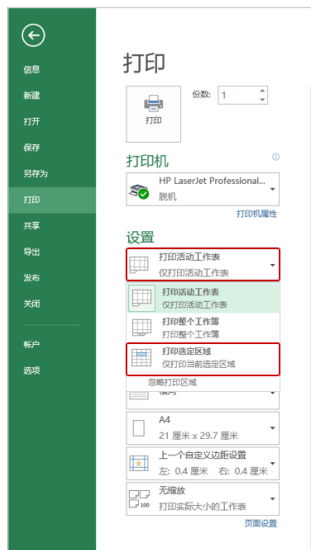 信息
新建
打开
保存
另存为
打印
共享
导出
发布
关闭
帐户
选项
打印
份数: 1
打印
打印机
HP LaserJet Professional...
脱机
打印机属性
设置
打印活动工作表
仅打印活动工作表
打印活动工作表
仅打印活动工作表
打印整个工作簿
打印整个工作簿
打印选定区域
仅打印当前选定区域
忽略打印区域
A4
21 厘米 x 29.7 厘米
上一个自定义边距设置
左: 0.4 厘米 右: 0.4 厘米
无缩放
100
打印实际大小的工作表
页面设置